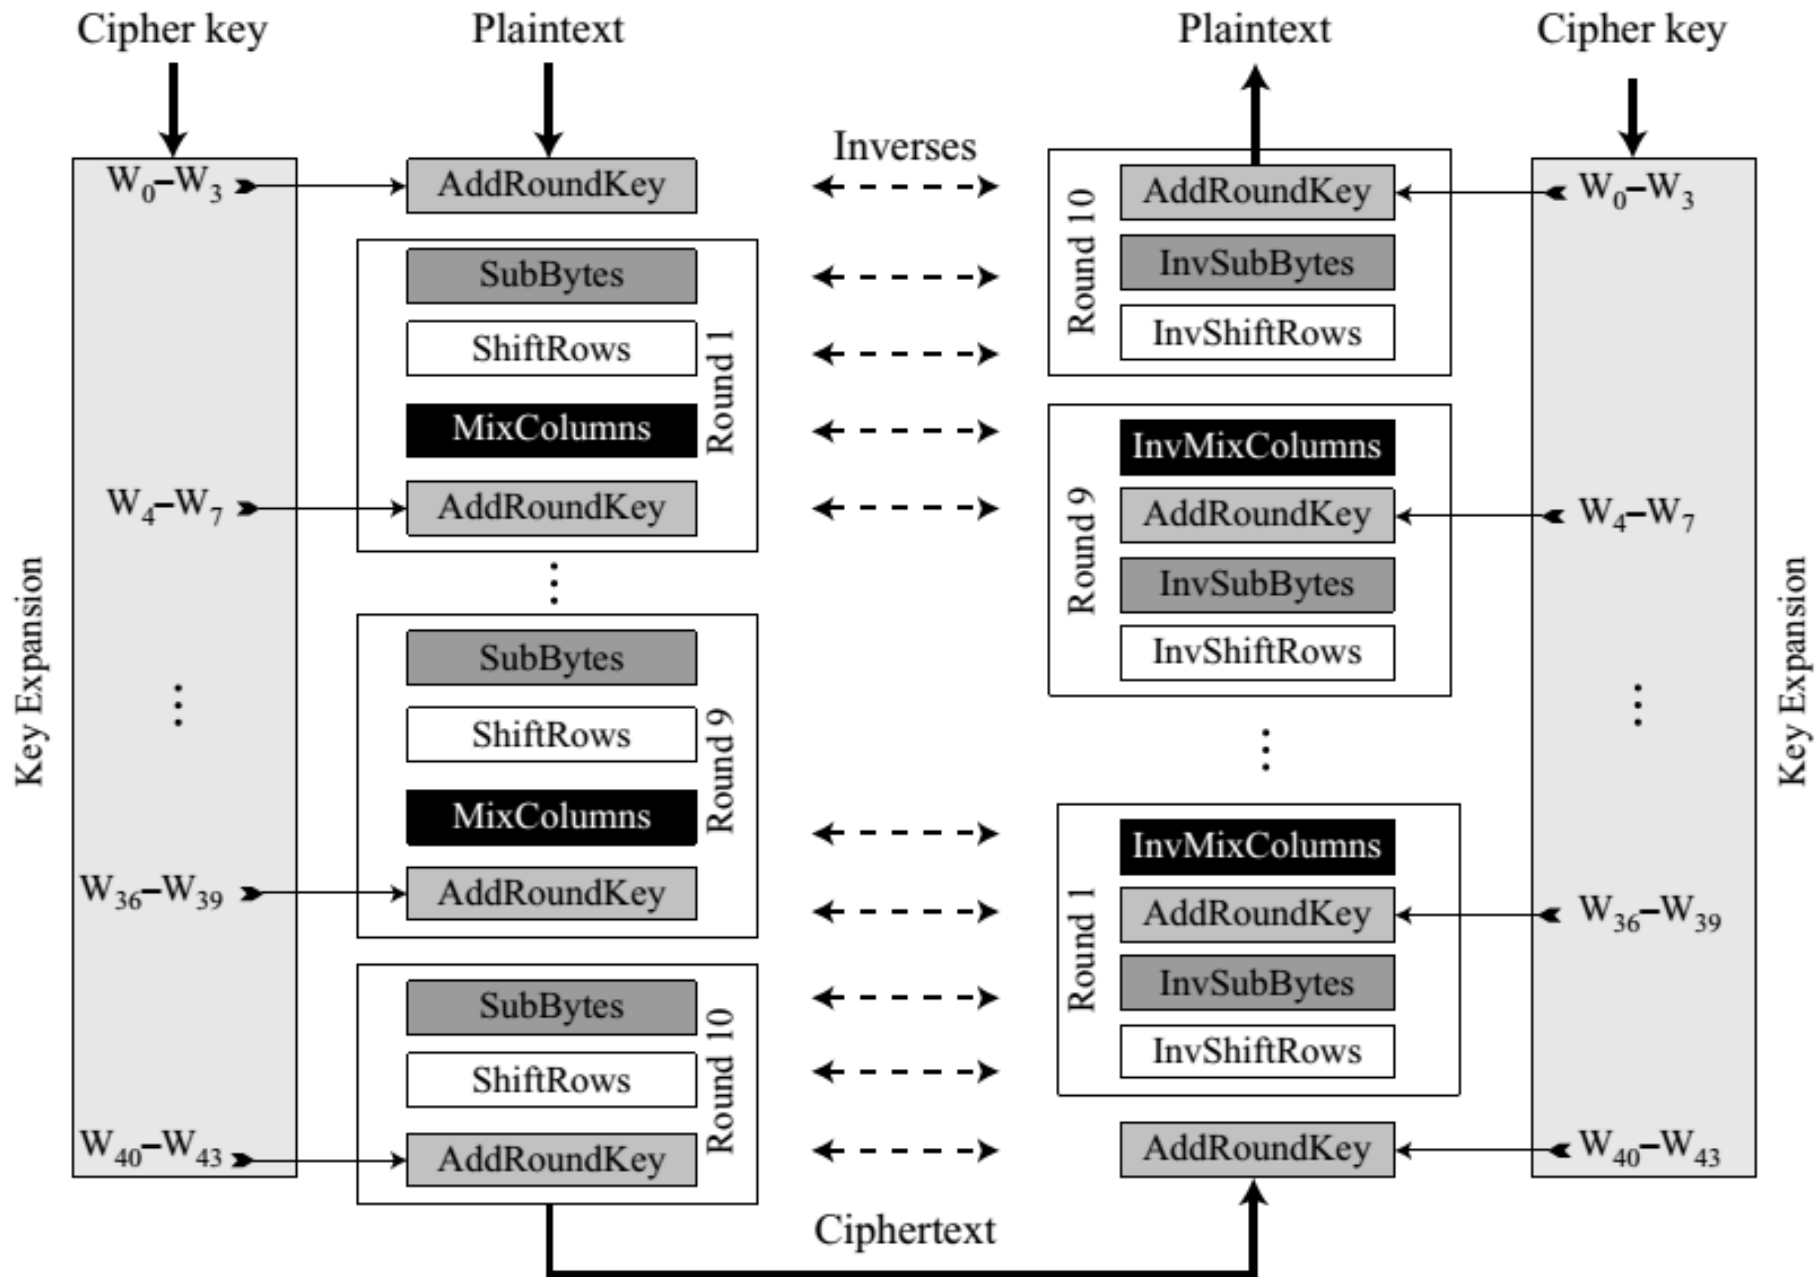 Cipher key
Plaintext
Plaintext
Cipher key
Inverses
Key Expansion
W0–W3
W4–W7
W36–W39
W40–W43
AddRoundKey
Round 1
SubBytes
ShiftRows
MixColumns
AddRoundKey
Round 9
SubBytes
ShiftRows
MixColumns
AddRoundKey
Round 10
SubBytes
ShiftRows
AddRoundKey
Ciphertext
Round 10
AddRoundKey
InvSubBytes
InvShiftRows
Round 9
InvMixColumns
AddRoundKey
InvSubBytes
InvShiftRows
Round 1
InvMixColumns
AddRoundKey
InvSubBytes
InvShiftRows
AddRoundKey
W0–W3
W4–W7
W36–W39
W40–W43
Key Expansion